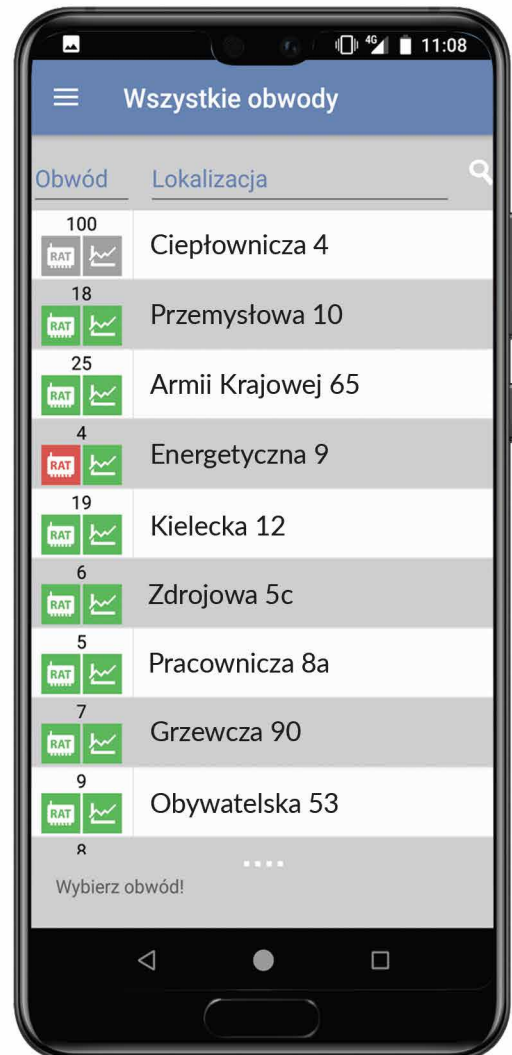 4G 11:08
Wszystkie obwody
Obwód Lokalizacja
100
RAT
Ciepłownicza 4
18
RAT
Przemysłowa 10
25
RAT
Armii Krajowej 65
4
RAT
Energetyczna 9
19
RAT
Kielecka 12
6
RAT
Zdrojowa 5c
5
RAT
Pracownicza 8a
7
RAT
Grzewcza 90
9
RAT
Obywatelska 53
8
Wybierz obwód!